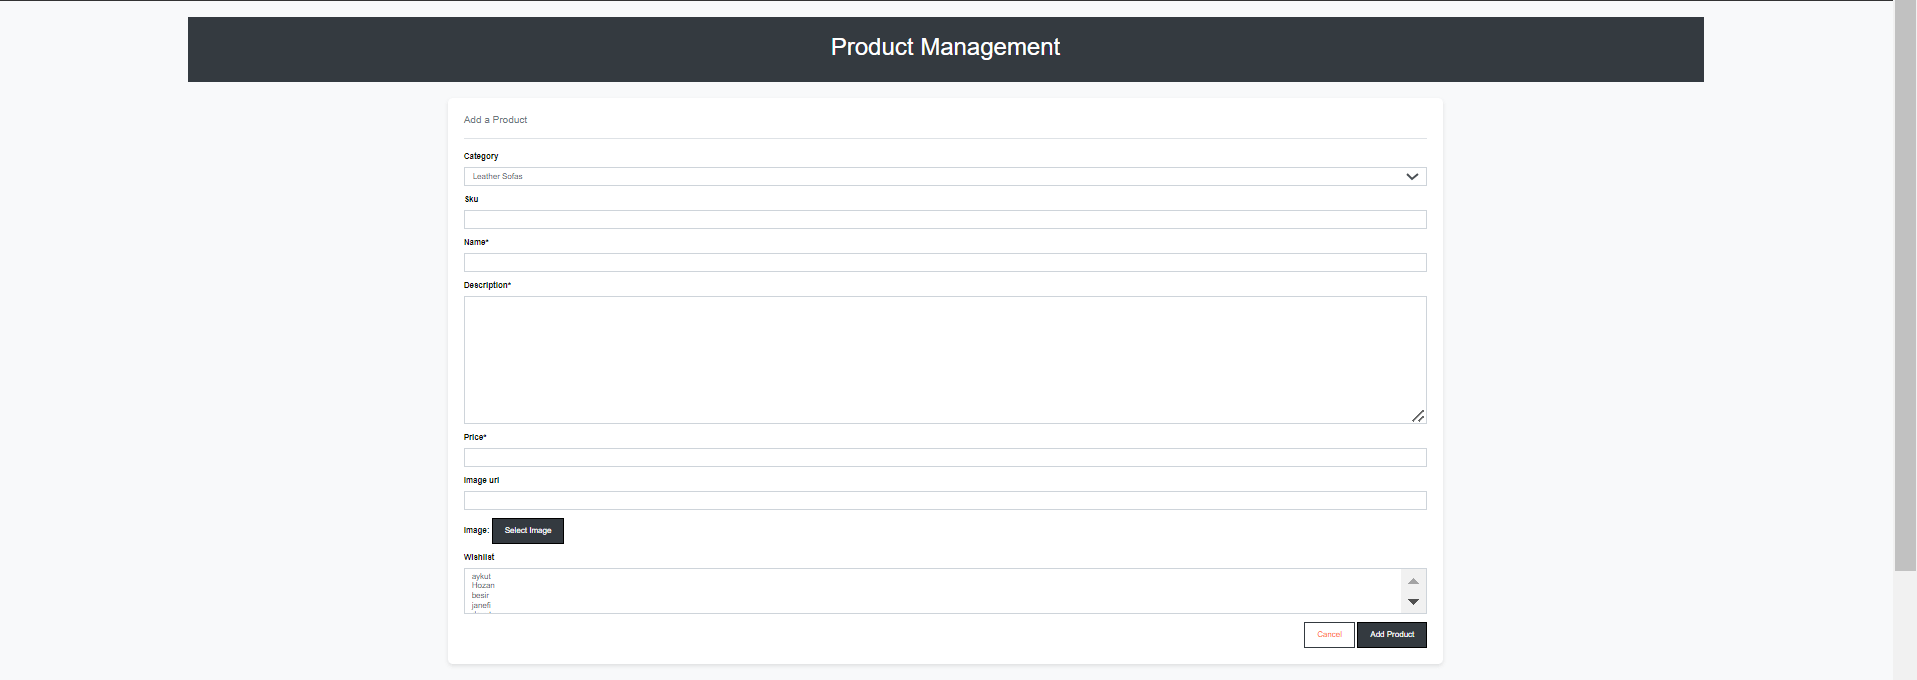 Product Management
Add a Product
Category
Leather Sofas
Sku
Name*
Description*
Price*
Image url
Image: Select Image
Wishlist
aykut
Hozan
besir
janefi
Cancel Add Product